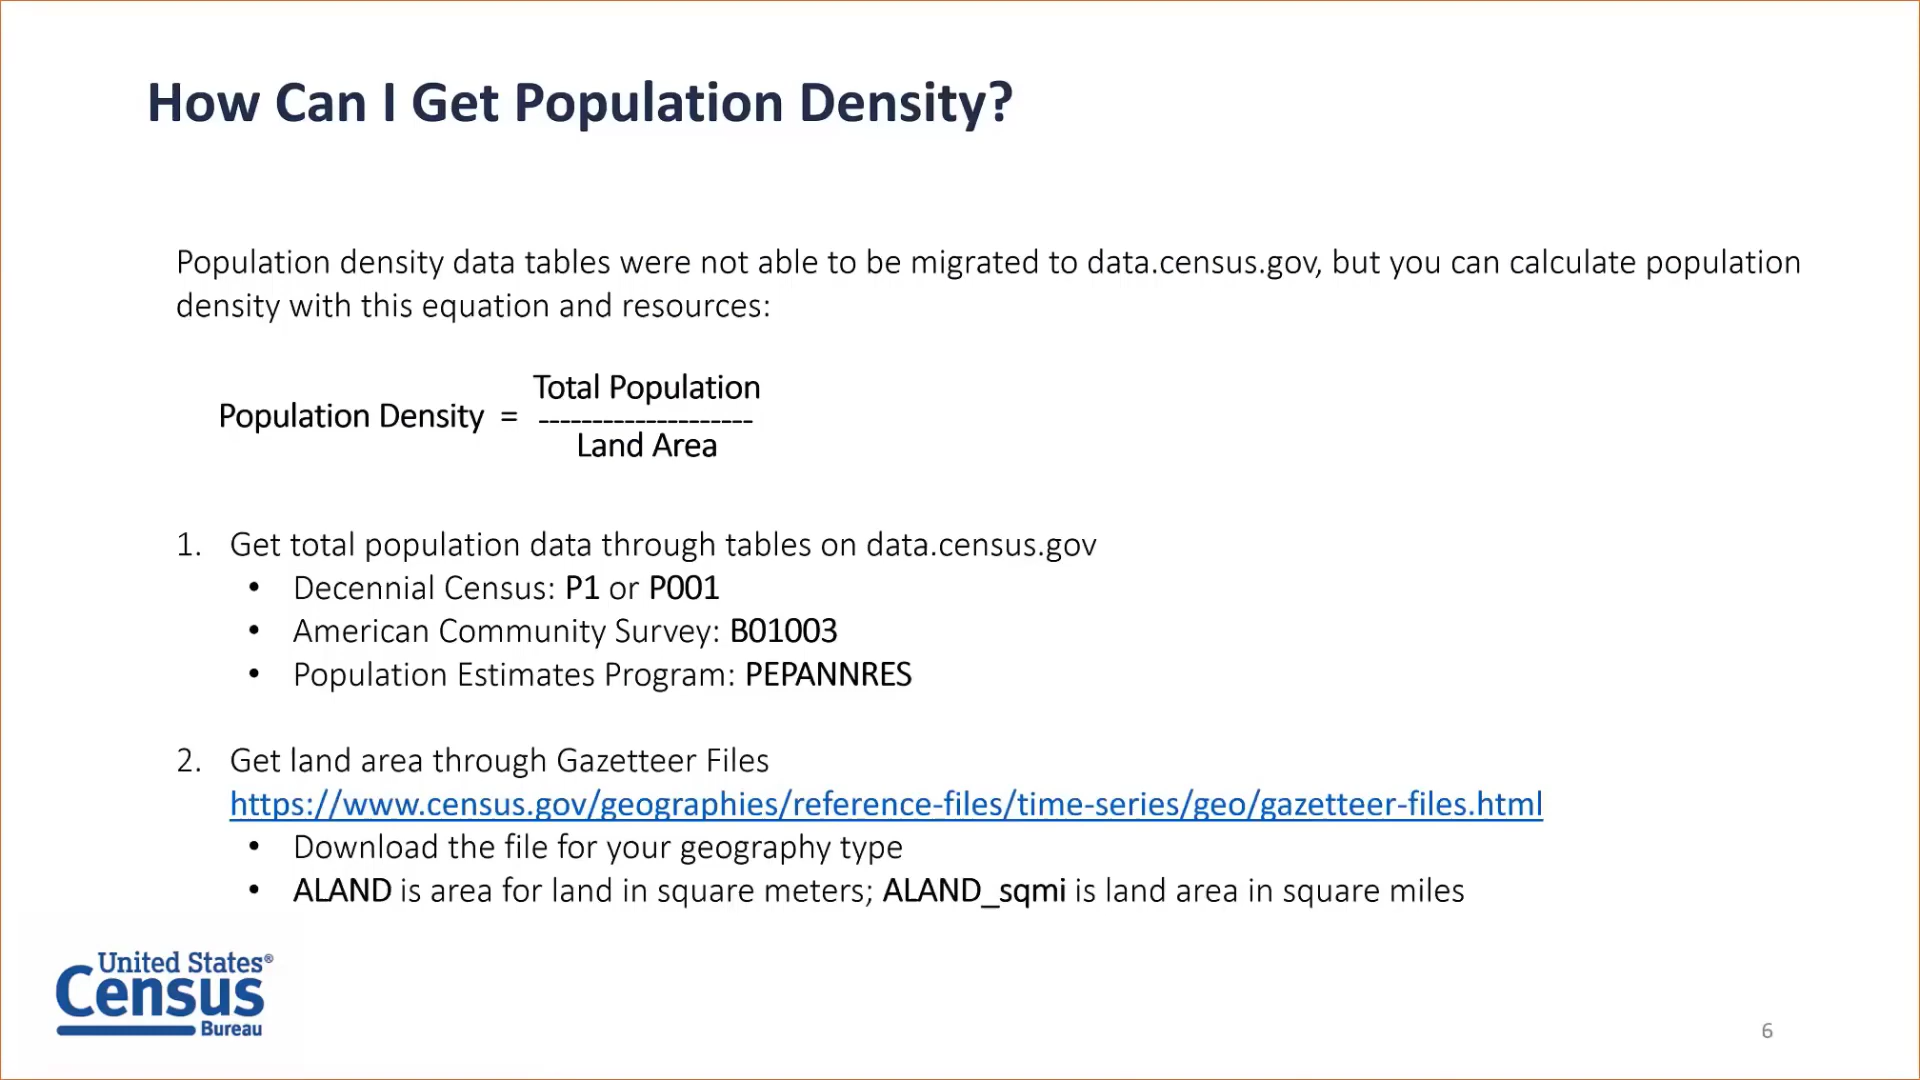 How Can I Get Population Density?
Population density data tables were not able to be migrated to data.census.gov, but you can calculate population
density with this equation and resources:
Total Population
Population Density = --------------------
Land Area
1. Get total population data through tables on data.census.gov
• Decennial Census: P1 or P001
• American Community Survey: B01003
• Population Estimates Program: PEPANNRES
2. Get land area through Gazetteer Files
https://www.census.gov/geographies/reference-files/time-series/geo/gazetteer-files.html
• Download the file for your geography type
• ALAND is area for land in square meters; ALAND_sqmi is land area in square miles
United States®
Census
Bureau
6